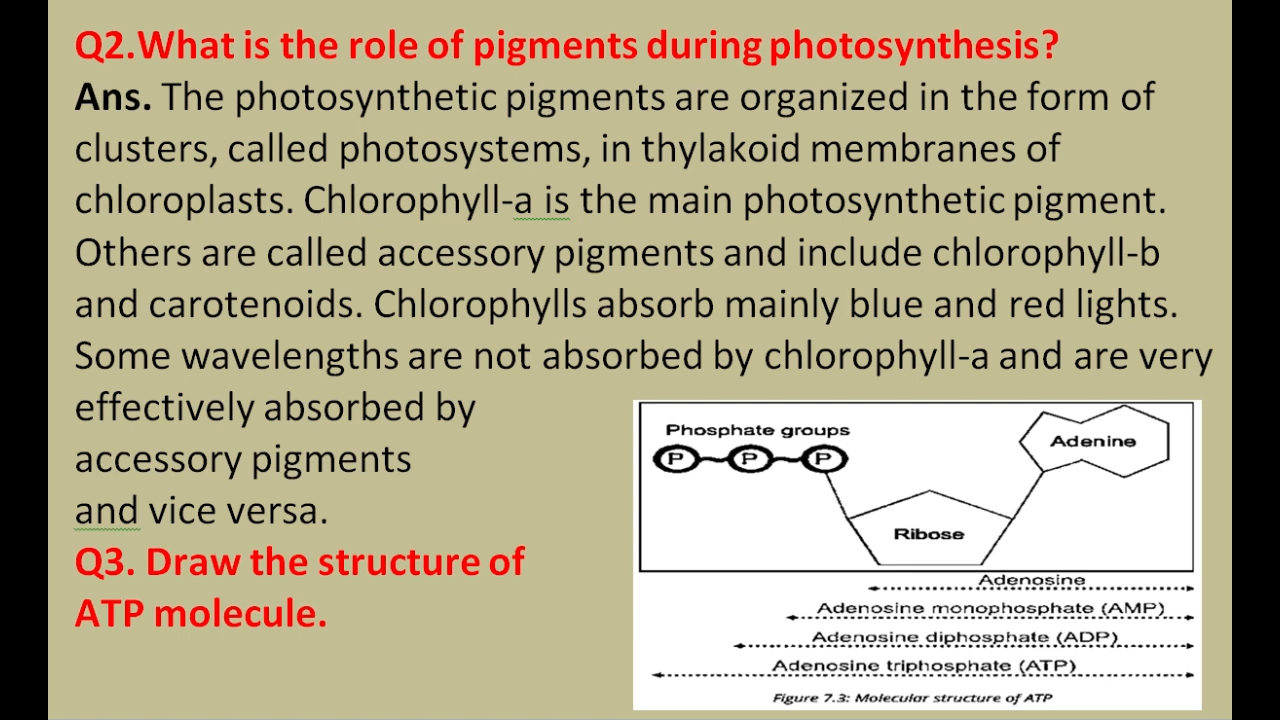 Q2.What is the role of pigments during photosynthesis?
Ans. The photosynthetic pigments are organized in the form of
clusters, called photosystems, in thylakoid membranes of
chloroplasts. Chlorophyll-a is the main photosynthetic pigment.
Others are called accessory pigments and include chlorophyll-b
and carotenoids. Chlorophylls absorb mainly blue and red lights.
Some wavelengths are not absorbed by chlorophyll-a and are very
effectively absorbed by
accessory pigments
and vice versa.
Q3. Draw the structure of
ATP molecule.
Phosphate groups
P P P
Adenine
Ribose
Adenosine
Adenosine monophosphate (AMP)
Adenosine diphosphate (ADP)
Adenosine triphosphate (ATP)
Figure 7.3: Molecular structure of ATP